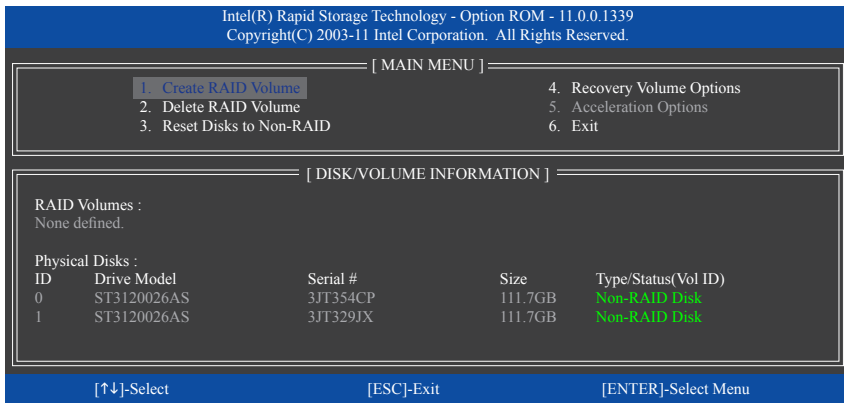 Intel(R) Rapid Storage Technology - Option ROM - 11.0.0.1339
Copyright(C) 2003-11 Intel Corporation.  All Rights Reserved.
[ MAIN MENU ]
1. Create RAID Volume
2. Delete RAID Volume
3. Reset Disks to Non-RAID
4. Recovery Volume Options
5. Acceleration Options
6. Exit
[ DISK/VOLUME INFORMATION ]
RAID Volumes :
None defined.
Physical Disks :
ID Drive Model Serial # Size Type/Status(Vol ID)
0 ST3120026AS 3JT354CP 111.7GB Non-RAID Disk
1 ST3120026AS 3JT329JX 111.7GB Non-RAID Disk
[↑↓]-Select [ESC]-Exit [ENTER]-Select Menu